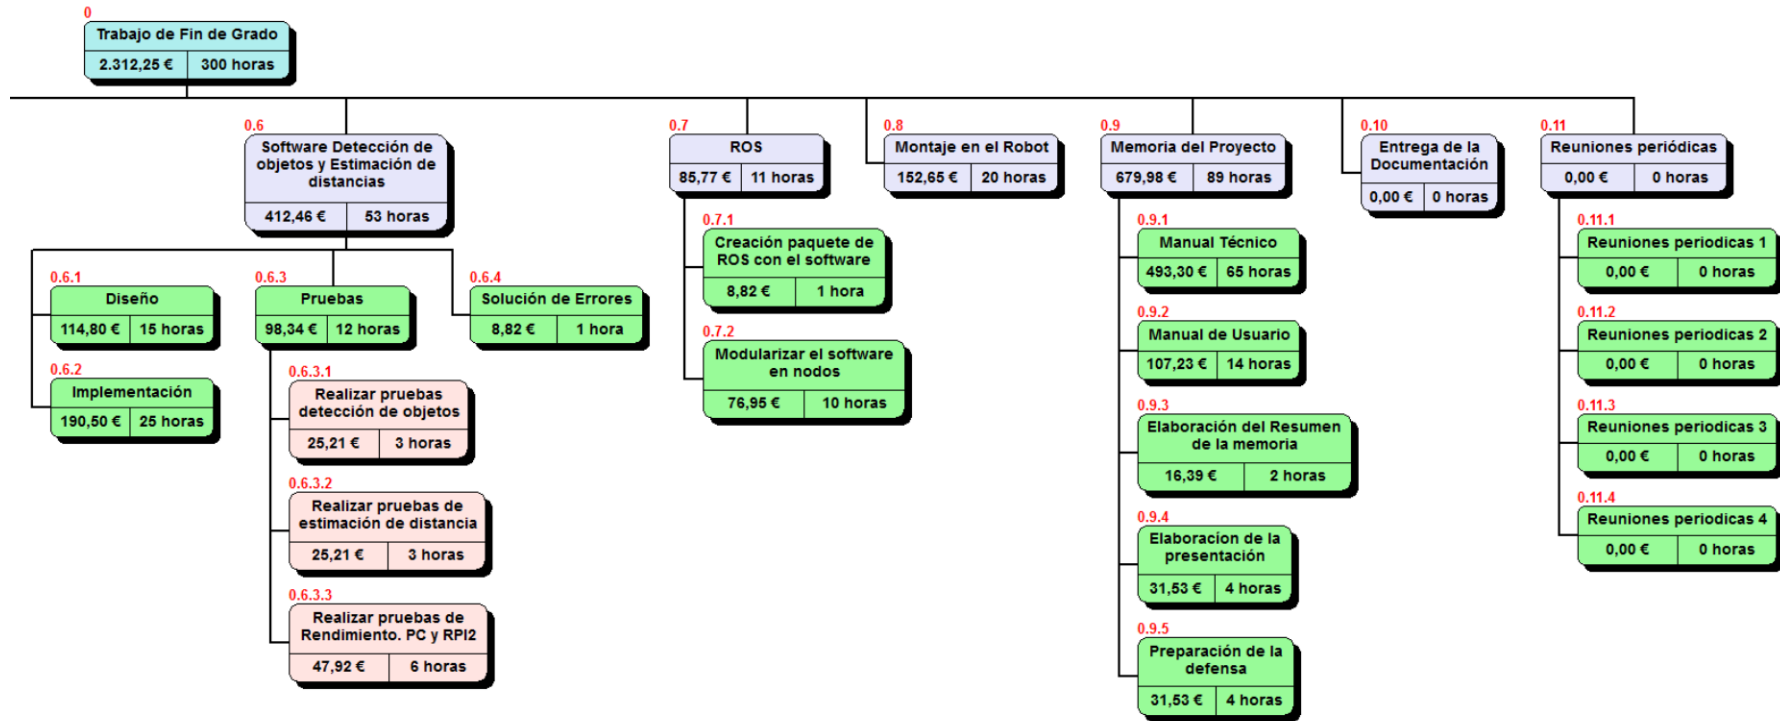 0
Trabajo de Fin de Grado
2.312,25 € 300 horas
0.6
Software Detección de
objetos y Estimación de
distancias
412,46 € 53 horas
0.6.1
Diseño
114,80 € 15 horas
0.6.2
Implementación
190,50 € 25 horas
0.6.3
Pruebas
98,34 € 12 horas
0.6.3.1
Realizar pruebas
detección de objetos
25,21 € 3 horas
0.6.3.2
Realizar pruebas de
estimación de distancia
25,21 € 3 horas
0.6.3.3
Realizar pruebas de
Rendimiento. PC y RPI2
47,92 € 6 horas
0.6.4
Solución de Errores
8,82 € 1 hora
0.7
ROS
85,77 € 11 horas
0.7.1
Creación paquete de
ROS con el software
8,82 € 1 hora
0.7.2
Modularizar el software
en nodos
76,95 € 10 horas
0.8
Montaje en el Robot
152,65 € 20 horas
0.9
Memoria del Proyecto
679,98 € 89 horas
0.9.1
Manual Técnico
493,30 € 65 horas
0.9.2
Manual de Usuario
107,23 € 14 horas
0.9.3
Elaboración del Resumen
de la memoria
16,39 € 2 horas
0.9.4
Elaboracion de la
presentación
31,53 € 4 horas
0.9.5
Preparación de la
defensa
31,53 € 4 horas
0.10
Entrega de la
Documentación
0,00 € 0 horas
0.11
Reuniones periódicas
0,00 € 0 horas
0.11.1
Reuniones periodicas 1
0,00 € 0 horas
0.11.2
Reuniones periodicas 2
0,00 € 0 horas
0.11.3
Reuniones periodicas 3
0,00 € 0 horas
0.11.4
Reuniones periodicas 4
0,00 € 0 horas